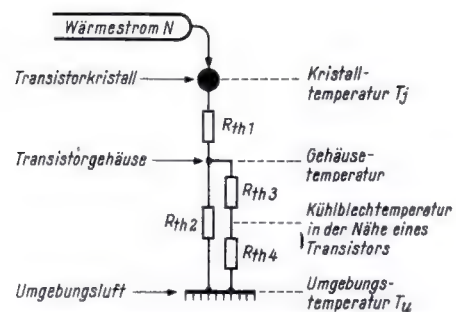 Wärmestrom N
Transistorkristall
Kristall-
temperatur Tj
Rth1
Transistorgehäuse
Gehäuse-
temperatur
Rth3
Rth2
Kühlblechtemperatur
in der Nähe eines
Transistors
Rth4
Umgebungsluft
Umgebungs-
temperatur Tu